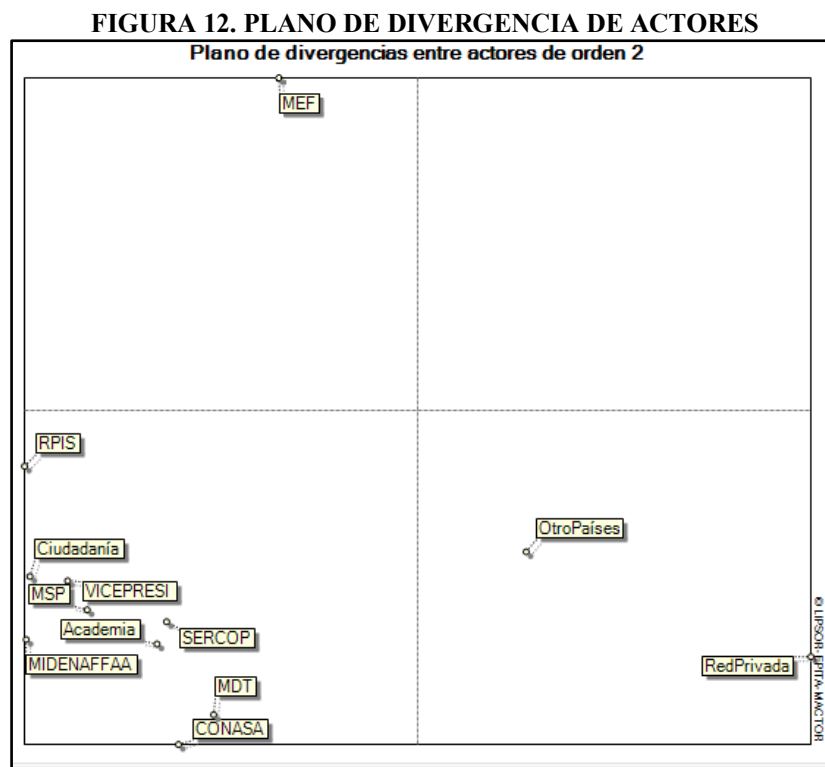 FIGURA 12. PLANO DE DIVERGENCIA DE ACTORES
Plano de divergencias entre actores de orden 2
MEF
RPIS
OtroPaíses
Ciudadanía
MSP
VICEPRESI
Academia
SERCOP
MIDENAFFAA
RedPrivada
MDT
CONASA
© LIPSOR-EPITA-MACTOR